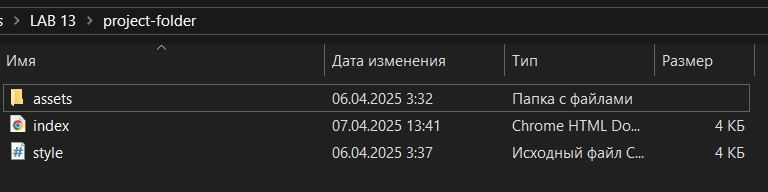 s > LAB 13 > project-folder
Имя Дата изменения Тип Размер
assets 06.04.2025 3:32 Папка с файлами
index 07.04.2025 13:41 Chrome HTML Do... 4 КБ
style 06.04.2025 3:37 Исходный файл C... 4 КБ